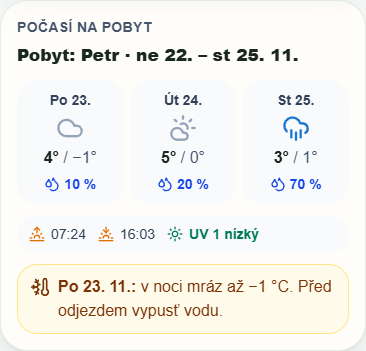 POČASÍ NA POBYT
Pobyt: Petr · ne 22. – st 25. 11.
Po 23. Út 24. St 25.
4° / −1° 5° / 0° 3° / 1°
10 % 20 % 70 %
07:24 16:03 UV 1 nízký
Po 23. 11.: v noci mráz až −1 °C. Před
odjezdem vypusť vodu.